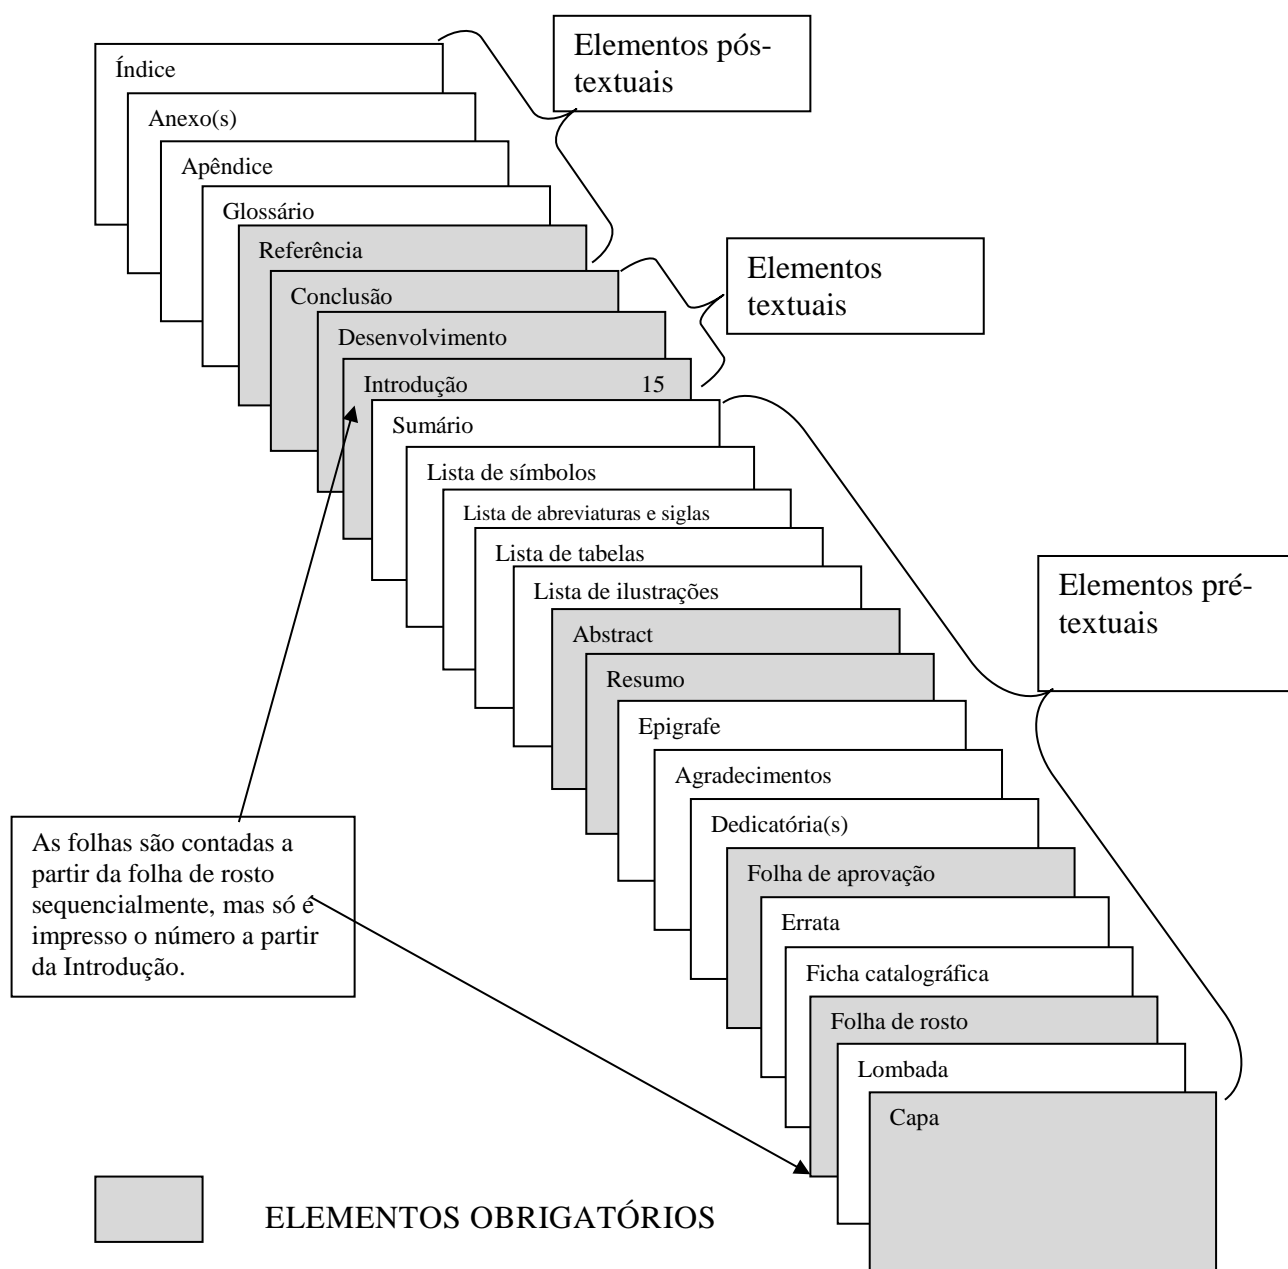 Elementos pós-
textuais
Índice
Anexo(s)
Apêndice
Glossário
Referência
Elementos
textuais
Conclusão
Desenvolvimento
Introdução 15
Sumário
Lista de símbolos
Lista de abreviaturas e siglas
Lista de tabelas
Lista de ilustrações
Elementos pré-
textuais
Abstract
Resumo
Epigrafe
Agradecimentos
Dedicatória(s)
As folhas são contadas a
partir da folha de rosto
sequencialmente, mas só é
impresso o número a partir
da Introdução.
Folha de aprovação
Errata
Ficha catalográfica
Folha de rosto
Lombada
Capa
ELEMENTOS OBRIGATÓRIOS